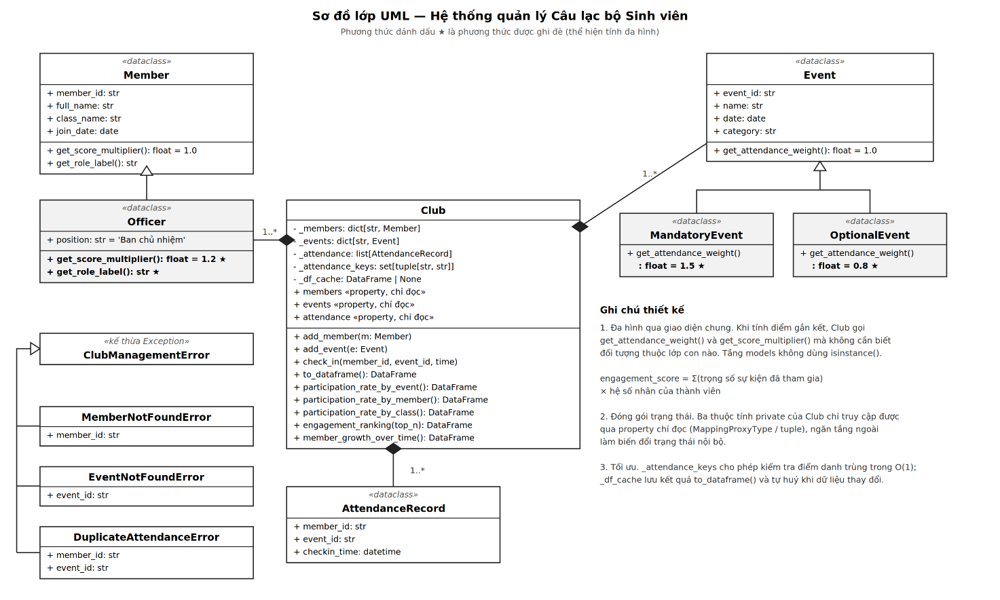 Sơ đồ lớp UML — Hệ thống quản lý Câu lạc bộ Sinh viên
Phương thức đánh dấu ★ là phương thức được ghi đè (thể hiện tính đa hình)
«dataclass»
Member
+ member_id: str
+ full_name: str
+ class_name: str
+ join_date: date
+ get_score_multiplier(): float = 1.0
+ get_role_label(): str
«dataclass»
Officer
+ position: str = 'Ban chủ nhiệm'
+ get_score_multiplier(): float = 1.2 ★
+ get_role_label(): str ★
«kế thừa Exception»
ClubManagementError
MemberNotFoundError
+ member_id: str
EventNotFoundError
+ event_id: str
DuplicateAttendanceError
+ member_id: str
+ event_id: str
1..*
Club
- _members: dict[str, Member]
- _events: dict[str, Event]
- _attendance: list[AttendanceRecord]
- _attendance_keys: set[tuple[str, str]]
- _df_cache: DataFrame | None
+ members «property, chỉ đọc»
+ events «property, chỉ đọc»
+ attendance «property, chỉ đọc»
+ add_member(m: Member)
+ add_event(e: Event)
+ check_in(member_id, event_id, time)
+ to_dataframe(): DataFrame
+ participation_rate_by_event(): DataFrame
+ participation_rate_by_member(): DataFrame
+ participation_rate_by_class(): DataFrame
+ engagement_ranking(top_n): DataFrame
+ member_growth_over_time(): DataFrame
1..*
«dataclass»
AttendanceRecord
+ member_id: str
+ event_id: str
+ checkin_time: datetime
1..*
«dataclass»
Event
+ event_id: str
+ name: str
+ date: date
+ category: str
+ get_attendance_weight(): float = 1.0
«dataclass»
MandatoryEvent
+ get_attendance_weight()
: float = 1.5 ★
«dataclass»
OptionalEvent
+ get_attendance_weight()
: float = 0.8 ★
Ghi chú thiết kế
1. Đa hình qua giao diện chung. Khi tính điểm gắn kết, Club gọi
get_attendance_weight() và get_score_multiplier() mà không cần biết
đối tượng thuộc lớp con nào. Tầng models không dùng isinstance().
engagement_score = Σ(trọng số sự kiện đã tham gia)
× hệ số nhân của thành viên
2. Đóng gói trạng thái. Ba thuộc tính private của Club chỉ truy cập được
qua property chỉ đọc (MappingProxyType / tuple), ngăn tầng ngoài
làm biến đổi trạng thái nội bộ.
3. Tối ưu. _attendance_keys cho phép kiểm tra điểm danh trùng trong O(1);
_df_cache lưu kết quả to_dataframe() và tự huỷ khi dữ liệu thay đổi.